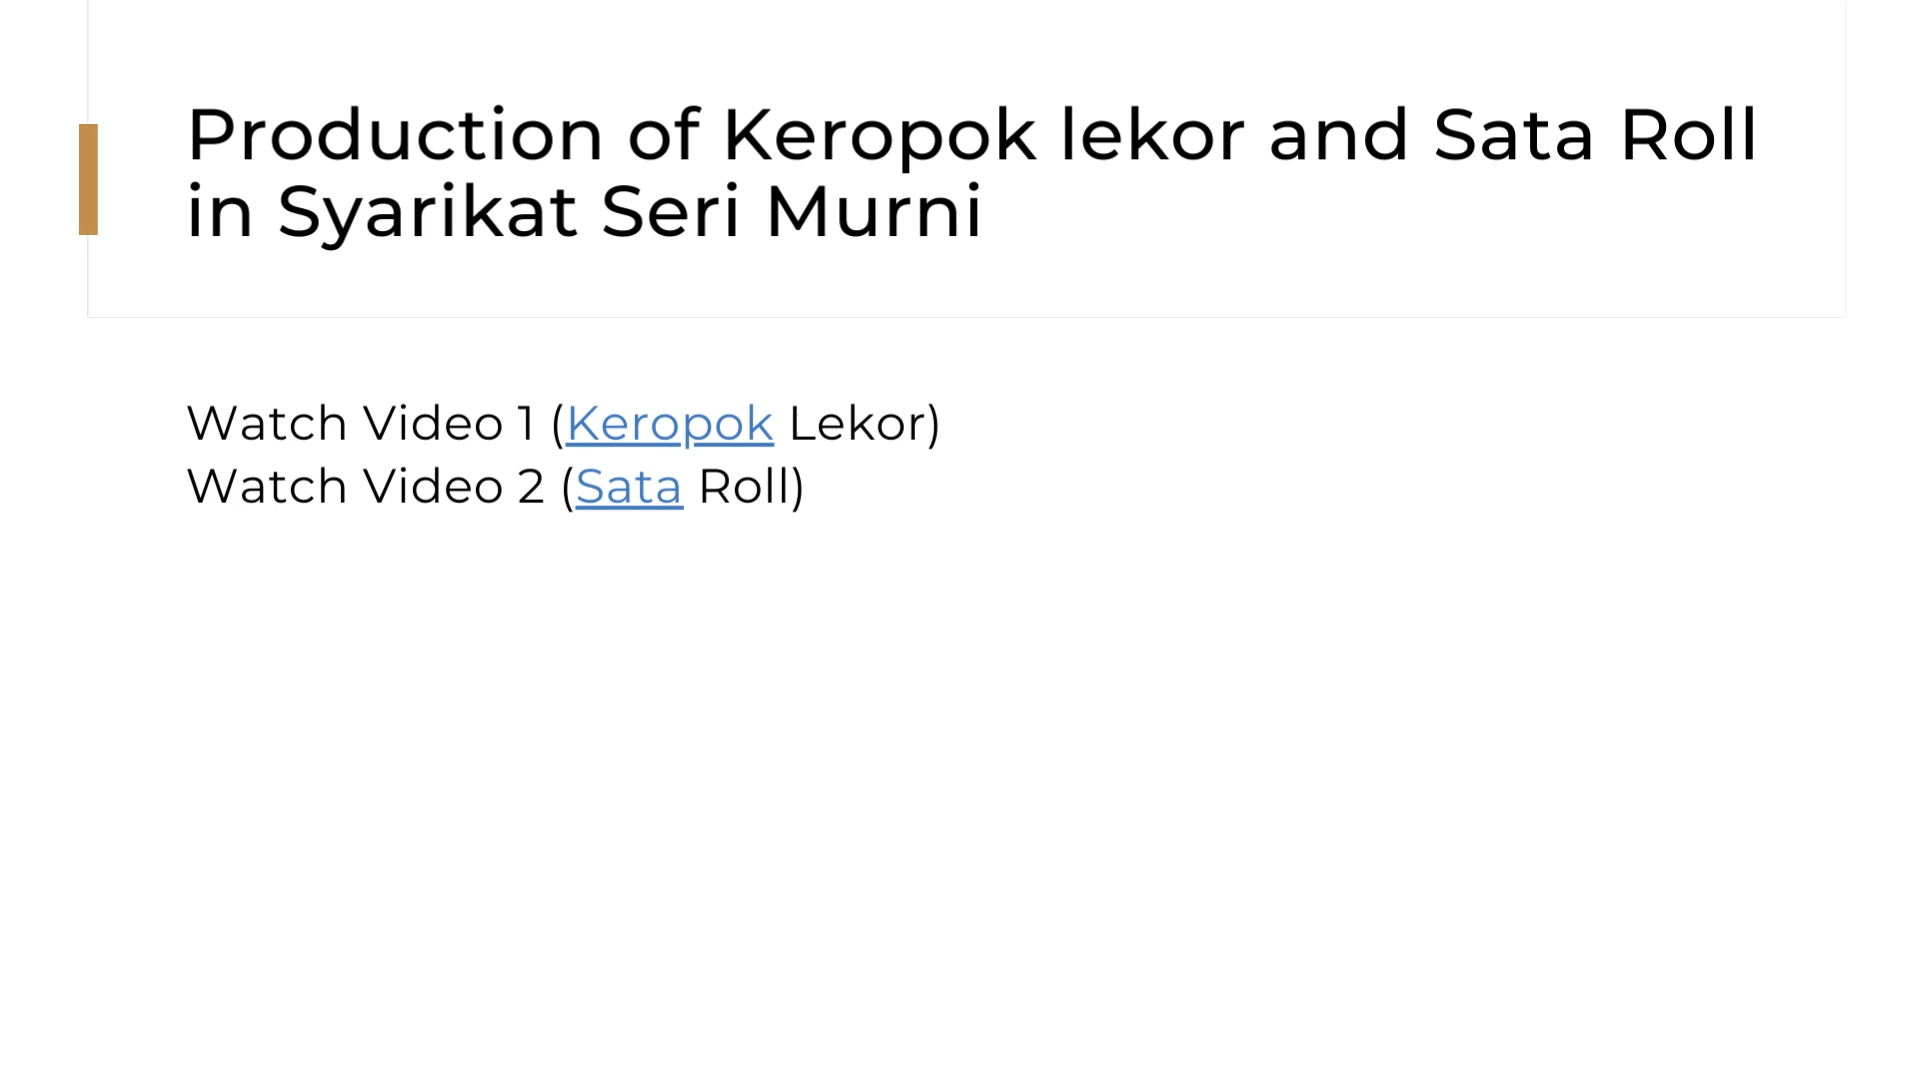 Production of Keropok lekor and Sata Roll
in Syarikat Seri Murni
Watch Video 1 (Keropok Lekor)
Watch Video 2 (Sata Roll)